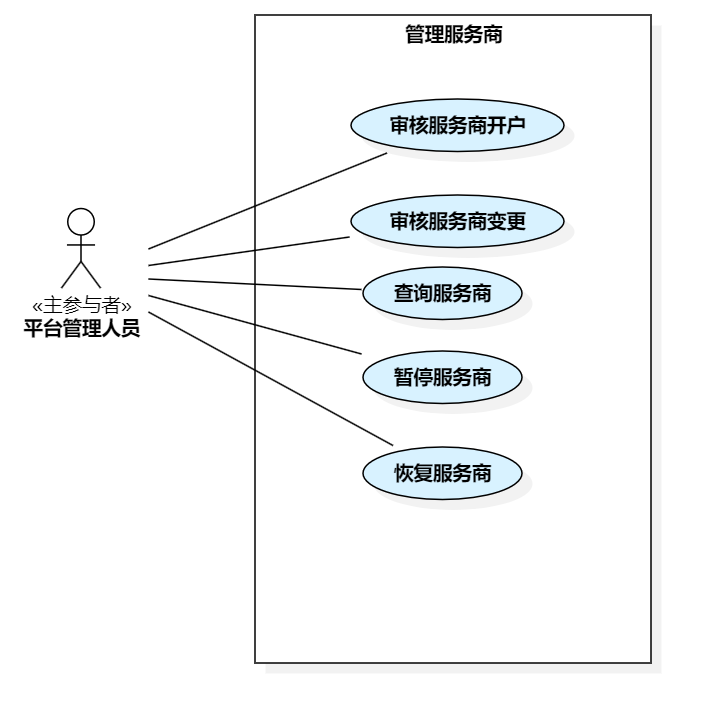 管理服务商
审核服务商开户
审核服务商变更
查询服务商
«主参与者»
平台管理人员
暂停服务商
恢复服务商